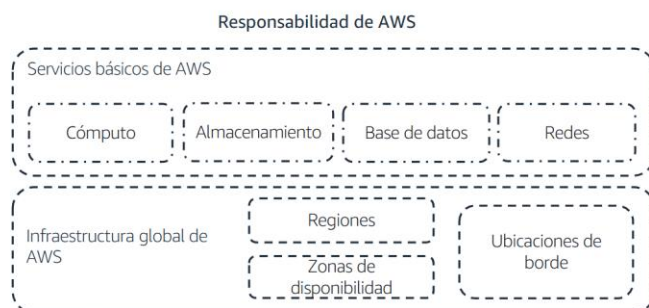 Responsabilidad de AWS
Servicios básicos de AWS
Cómputo
Almacenamiento
Base de datos
Redes
Infraestructura global de
AWS
Regiones
Zonas de
disponibilidad
Ubicaciones de
borde